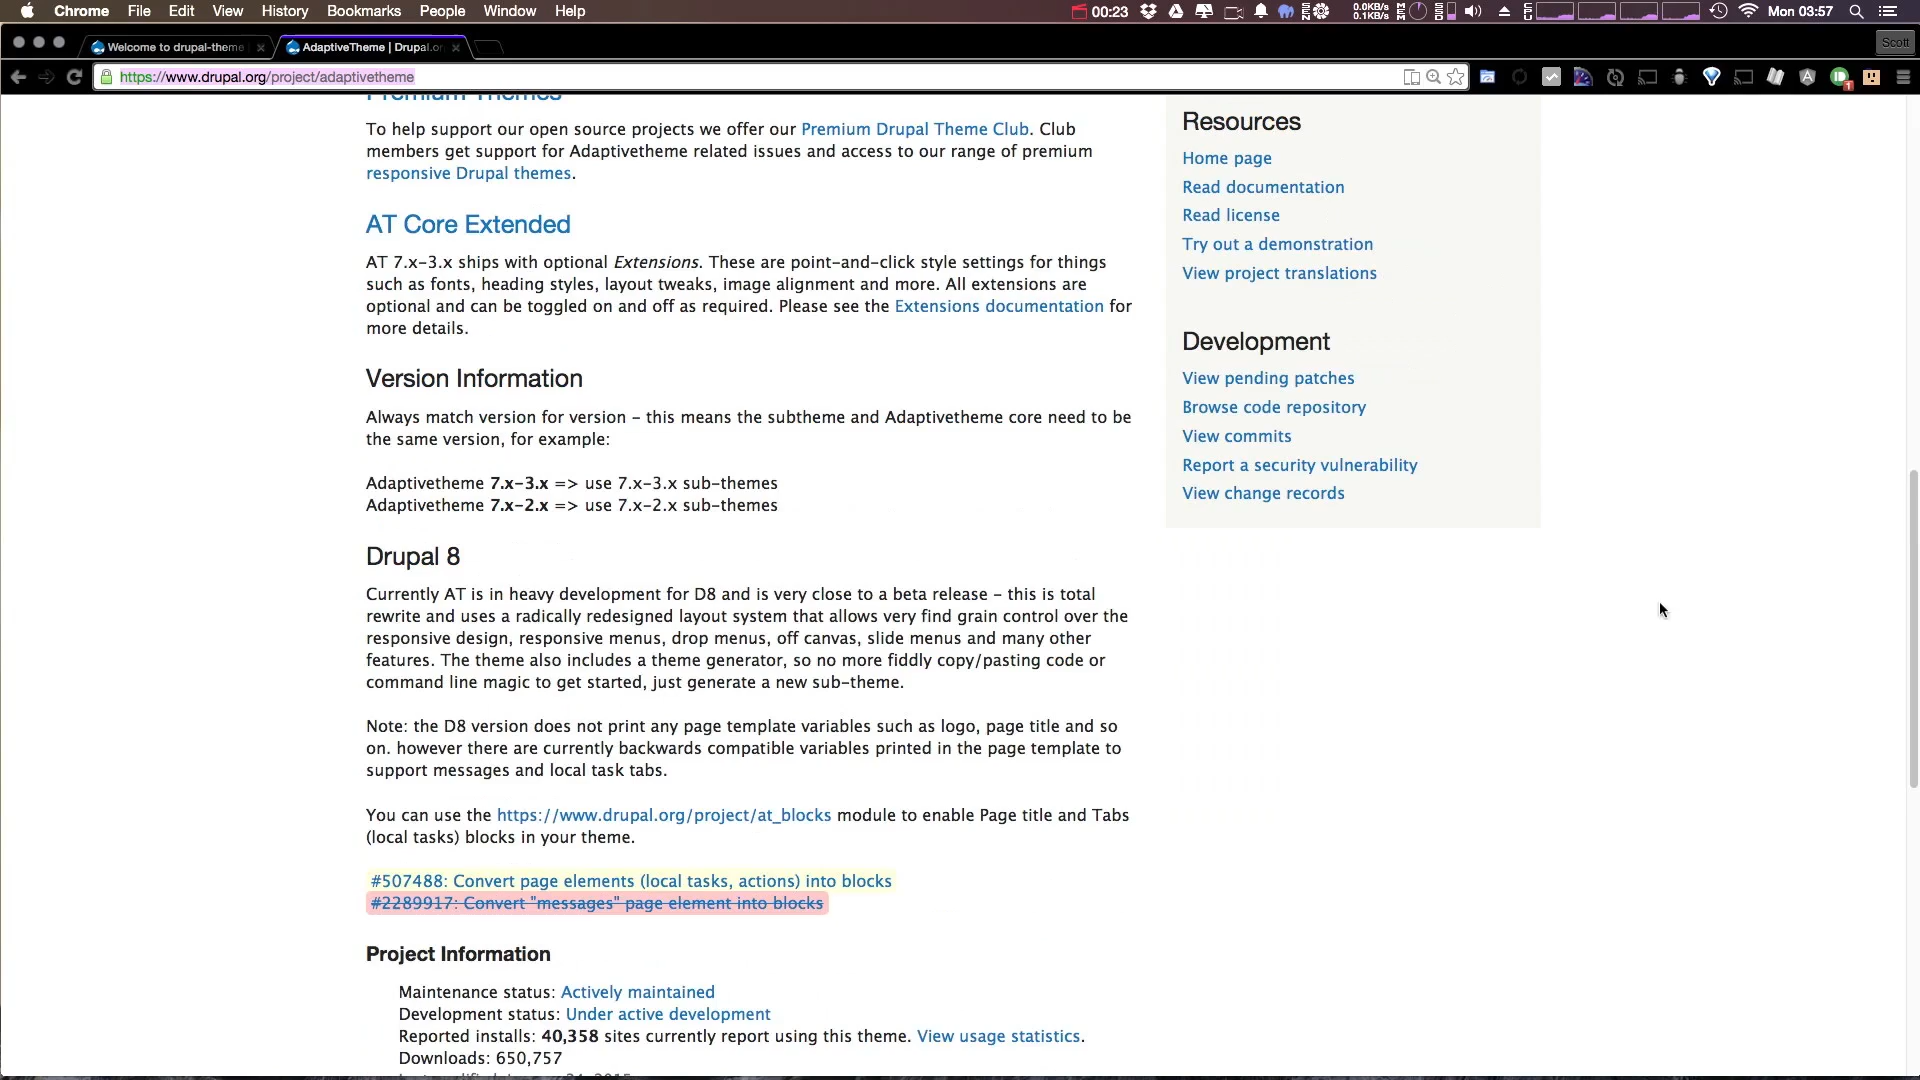 Chrome File Edit View History Bookmarks People Window Help 00:23 0.0KB/s 0.1KB/s Mon 03:57
Welcome to drupal-theme AdaptiveTheme | Drupal.or Scott
https://www.drupal.org/project/adaptivetheme
Premium Themes
To help support our open source projects we offer our Premium Drupal Theme Club. Club
members get support for Adaptivetheme related issues and access to our range of premium
responsive Drupal themes.
AT Core Extended
AT 7.x-3.x ships with optional Extensions. These are point-and-click style settings for things
such as fonts, heading styles, layout tweaks, image alignment and more. All extensions are
optional and can be toggled on and off as required. Please see the Extensions documentation for
more details.
Version Information
Always match version for version - this means the subtheme and Adaptivetheme core need to be
the same version, for example:
Adaptivetheme 7.x-3.x => use 7.x-3.x sub-themes
Adaptivetheme 7.x-2.x => use 7.x-2.x sub-themes
Drupal 8
Currently AT is in heavy development for D8 and is very close to a beta release - this is total
rewrite and uses a radically redesigned layout system that allows very find grain control over the
responsive design, responsive menus, drop menus, off canvas, slide menus and many other
features. The theme also includes a theme generator, so no more fiddly copy/pasting code or
command line magic to get started, just generate a new sub-theme.
Note: the D8 version does not print any page template variables such as logo, page title and so
on. however there are currently backwards compatible variables printed in the page template to
support messages and local task tabs.
You can use the https://www.drupal.org/project/at_blocks module to enable Page title and Tabs
(local tasks) blocks in your theme.
#507488: Convert page elements (local tasks, actions) into blocks
#2289917: Convert "messages" page element into blocks
Project Information
Maintenance status: Actively maintained
Development status: Under active development
Reported installs: 40,358 sites currently report using this theme. View usage statistics.
Downloads: 650,757
Resources
Home page
Read documentation
Read license
Try out a demonstration
View project translations
Development
View pending patches
Browse code repository
View commits
Report a security vulnerability
View change records